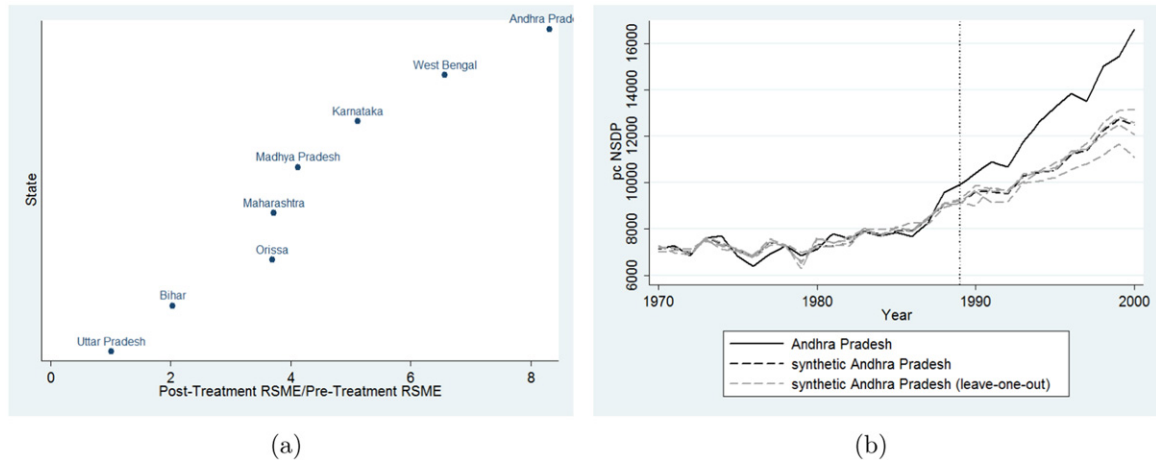 Andhra Prade
West Bengal
Karnataka
Madhya Pradesh
Maharashtra
Orissa
Bihar
Uttar Pradesh
State
0 2 4 6 8
Post-Treatment RSME/Pre-Treatment RSME
(a)
16000
14000
12000
10000
8000
6000
pc NSDP
1970 1980 1990 2000
Year
Andhra Pradesh
synthetic Andhra Pradesh
synthetic Andhra Pradesh (leave-one-out)
(b)